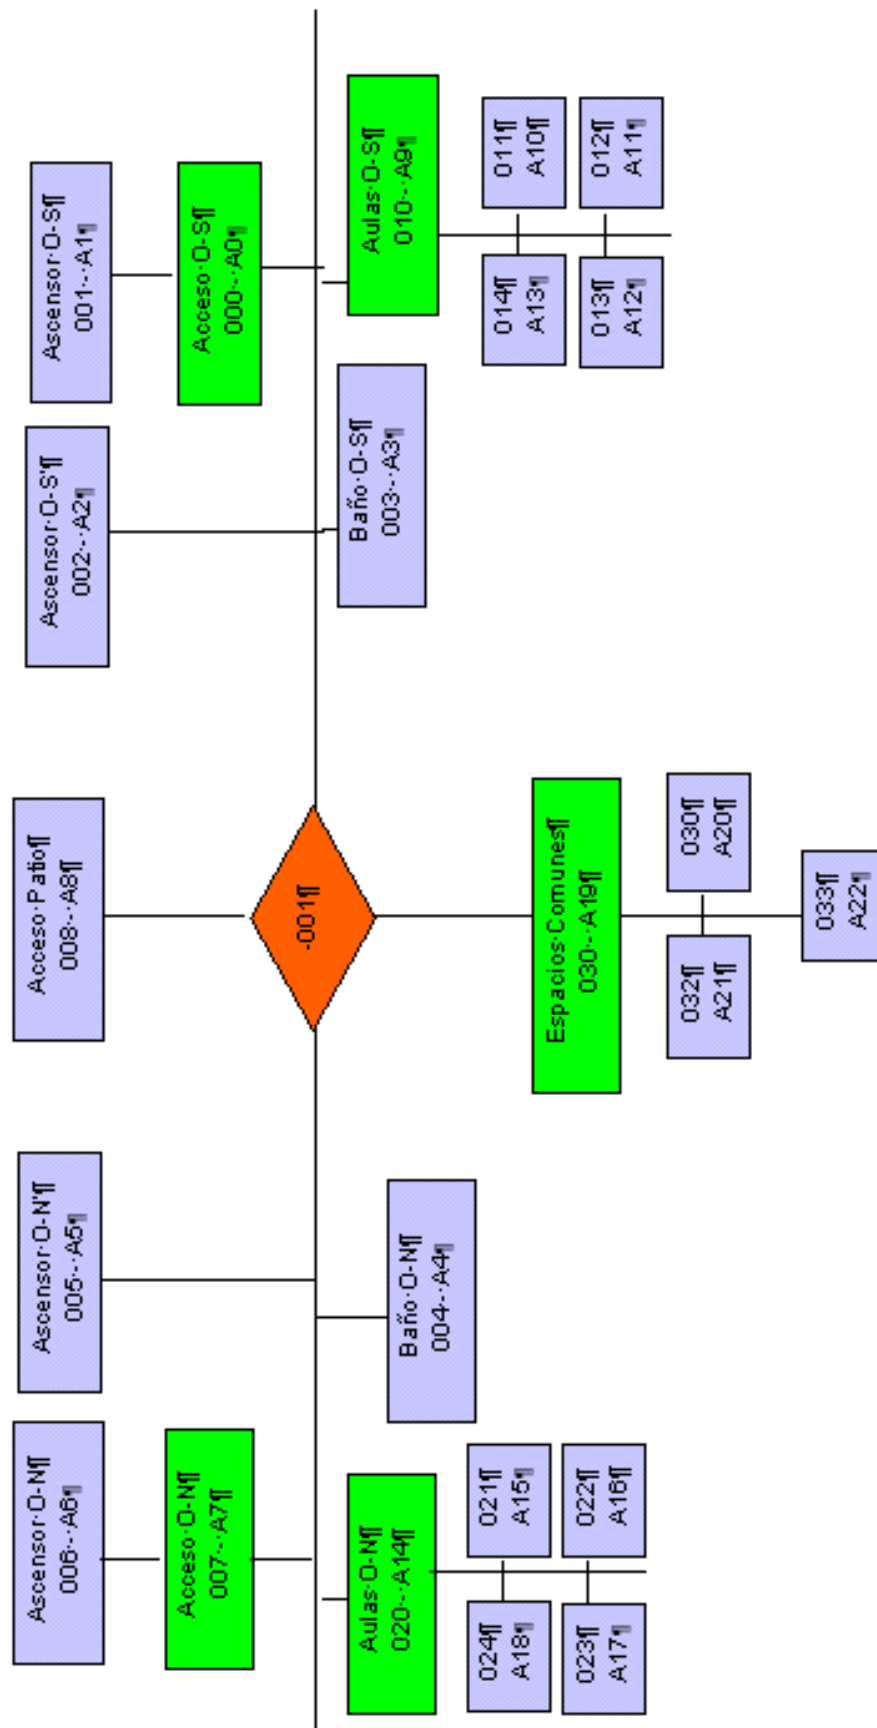 Ascensor·O-N¶
006·-·A6¶
Ascensor·O-N'¶
005·-·A5¶
Acceso·Patio¶
008·-·A8¶
Ascensor·O-S'¶
002·-·A2¶
Ascensor·O-S¶
001·-·A1¶
Acceso·O-N¶
007·-·A7¶
-001¶
Acceso·O-S¶
000·-·A0¶
Aulas·O-N¶
020·-·A14¶
Baño·O-N¶
004·-·A4¶
Baño·O-S¶
003·-·A3¶
Aulas·O-S¶
010·-·A9¶
024¶
A18¶
021¶
A15¶
023¶
A17¶
022¶
A16¶
Espacios·Comunes¶
030·-·A19¶
014¶
A13¶
011¶
A10¶
013¶
A12¶
012¶
A11¶
032¶
A21¶
030¶
A20¶
033¶
A22¶